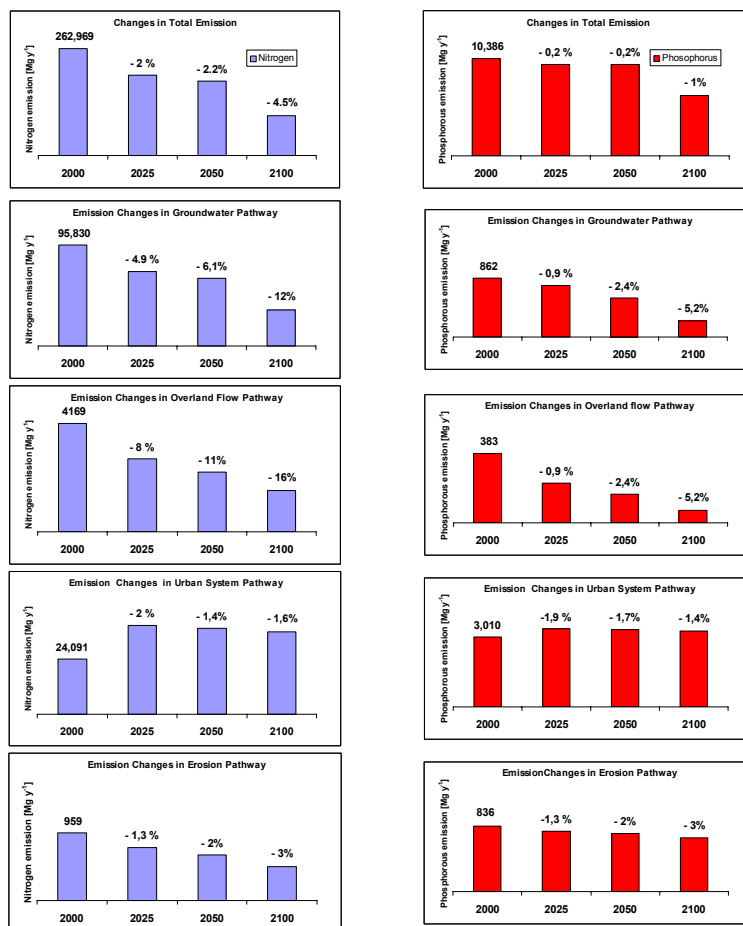 Changes in Total Emission
262,969
- 2 %
-2.2%
- 4.5%
Nitrogen
Nitrogen emission [Mg y-1]
2000 2025 2050 2100
Changes in Total Emission
10,386
- 0,2 %
-0,2%
- 1%
Phosophorus
Phosphorous emission [Mg y-1]
2000 2025 2050 2100
Emission Changes in Groundwater Pathway
95,830
- 4.9 %
- 6,1%
- 12%
Nitrogen emission [Mg y-1]
2000 2025 2050 2100
Emission Changes in Groundwater Pathway
862
- 0,9 %
- 2,4%
- 5,2%
Phosphorous emission [Mg y-1]
2000 2025 2050 2100
Emission Changes in Overland Flow Pathway
4169
- 8 %
- 11%
- 16%
Nitrogen emission [Mg y-1]
2000 2025 2050 2100
Emission Changes in Overland flow Pathway
383
- 0,9 %
- 2,4%
- 5,2%
Phosphorous emission [Mg y-1]
2000 2025 2050 2100
Emission Changes in Urban System Pathway
24,091
- 2 %
- 1,4%
- 1,6%
Nitrogen emission [Mg y-1]
2000 2025 2050 2100
Emission Changes in Urban System Pathway
3,010
-1,9 %
- 1,7%
- 1,4%
Phosphorous emission [Mg y-1]
2000 2025 2050 2100
Emission Changes in Erosion Pathway
959
- 1,3 %
- 2%
- 3%
Nitrogen emission [Mg y-1]
2000 2025 2050 2100
EmissionChanges in Erosion Pathway
836
-1,3 %
- 2%
- 3%
Phosphorous emission [Mg y-1]
2000 2025 2050 2100